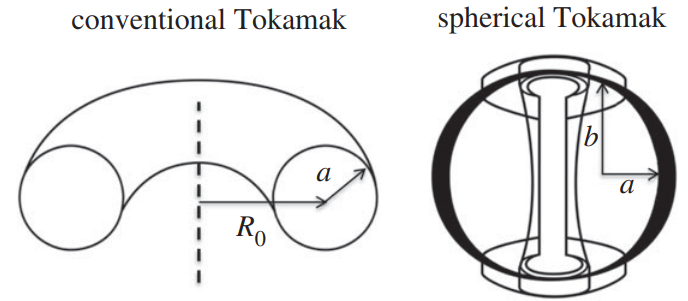 conventional Tokamak
spherical Tokamak
a
R₀
b
a